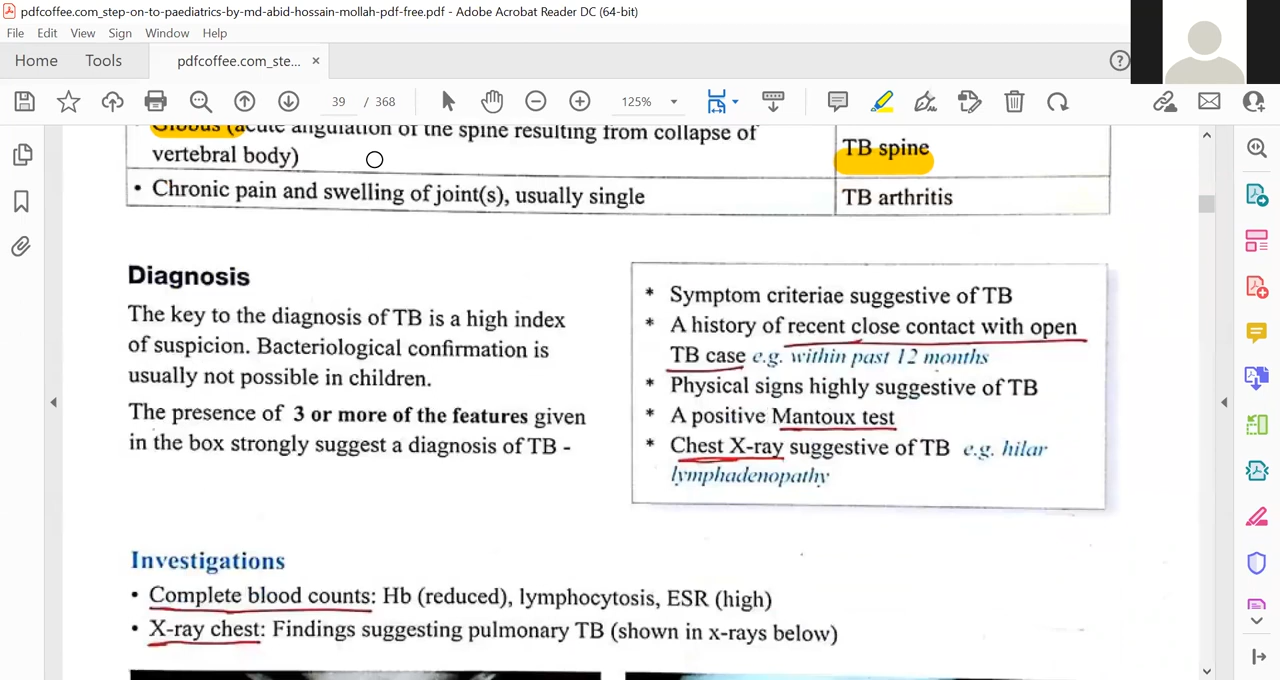 pdfcoffee.com_step-on-to-paediatrics-by-md-abid-hossain-mollah-pdf-free.pdf - Adobe Acrobat Reader DC (64-bit)
File Edit View Sign Window Help
Home Tools pdfcoffee.com_ste... ×
39 / 368 125%
Globus (acute angulation of the spine resulting from collapse of
vertebral body)
TB spine
• Chronic pain and swelling of joint(s), usually single
TB arthritis
Diagnosis
The key to the diagnosis of TB is a high index
of suspicion. Bacteriological confirmation is
usually not possible in children.
The presence of 3 or more of the features given
in the box strongly suggest a diagnosis of TB -
* Symptom criteriae suggestive of TB
* A history of recent close contact with open
TB case e.g. within past 12 months
* Physical signs highly suggestive of TB
* A positive Mantoux test
* Chest X-ray suggestive of TB e.g. hilar
lymphadenopathy
Investigations
• Complete blood counts: Hb (reduced), lymphocytosis, ESR (high)
• X-ray chest: Findings suggesting pulmonary TB (shown in x-rays below)